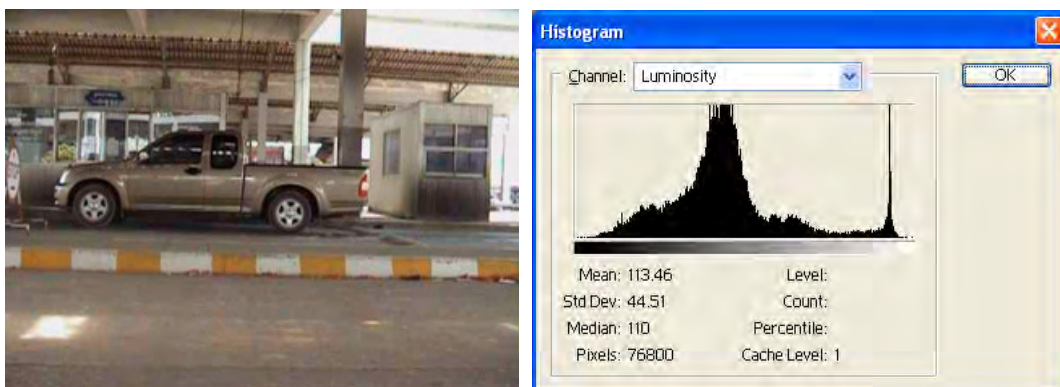 Histogram
Channel: Luminosity
OK
Mean: 113.46
Level:
Std Dev: 44.51
Count:
Median: 110
Percentile:
Pixels: 76800
Cache Level: 1